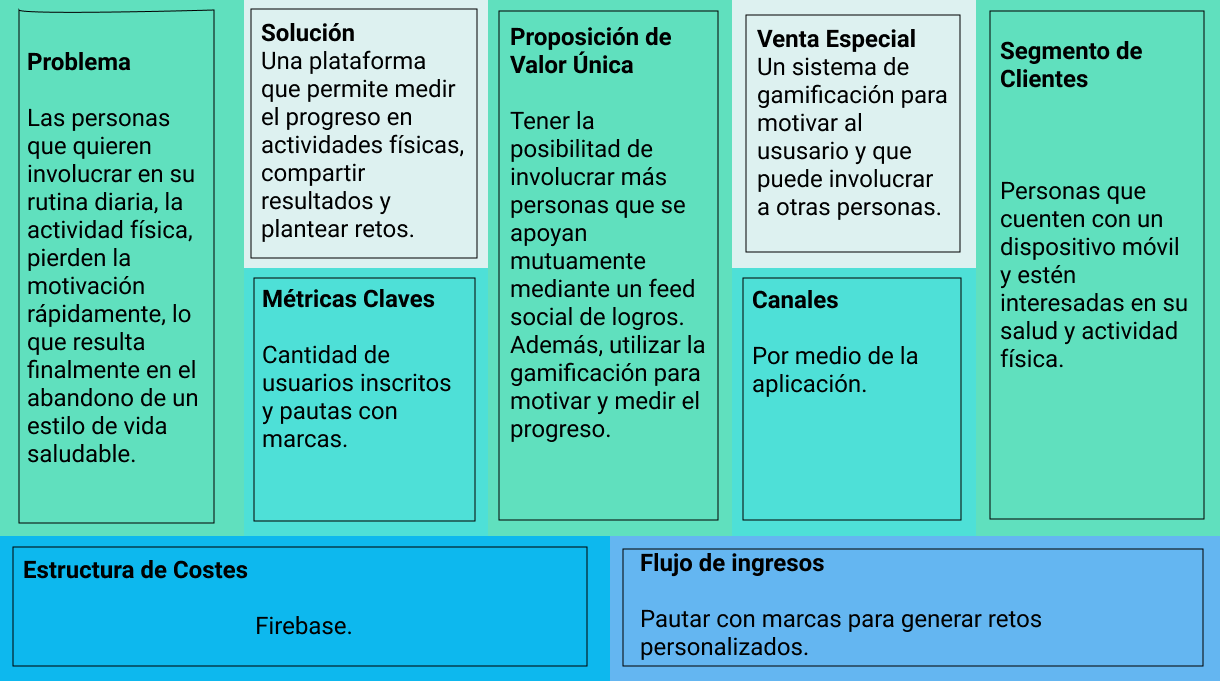 Problema
Las personas
que quieren
involucrar en su
rutina diaria, la
actividad física,
pierden la
motivación
rápidamente, lo
que resulta
finalmente en el
abandono de un
estilo de vida
saludable.
Solución
Una plataforma
que permite medir
el progreso en
actividades físicas,
compartir
resultados y
plantear retos.
Métricas Claves
Cantidad de
usuarios inscritos
y pautas con
marcas.
Proposición de
Valor Única
Tener la
posibilitad de
involucrar más
personas que se
apoyan
mutuamente
mediante un feed
social de logros.
Además, utilizar la
gamificación para
motivar y medir el
progreso.
Venta Especial
Un sistema de
gamificación para
motivar al
ususario y que
puede involucrar
a otras personas.
Canales
Por medio de la
aplicación.
Segmento de
Clientes
Personas que
cuenten con un
dispositivo móvil
y estén
interesadas en su
salud y actividad
física.
Estructura de Costes
Firebase.
Flujo de ingresos
Pautar con marcas para generar retos
personalizados.